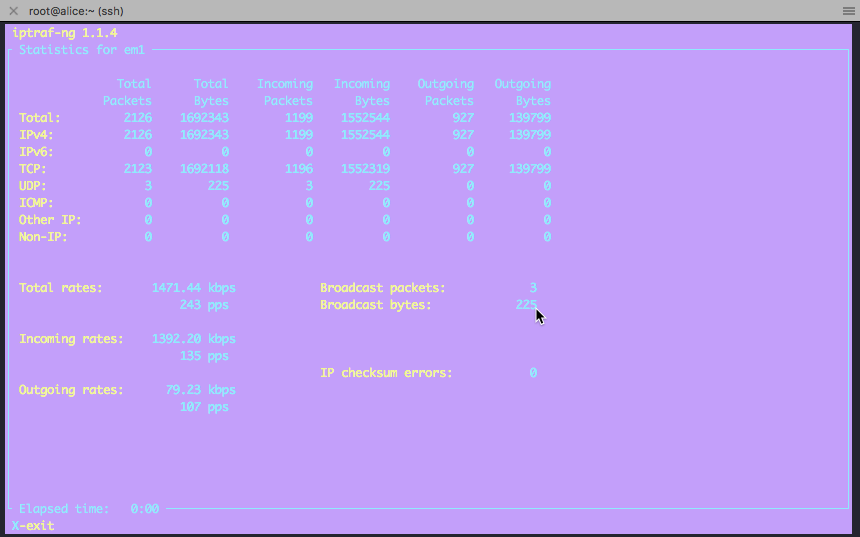 root@alice:~ (ssh)
iptraf-ng 1.1.4
Statistics for em1
Total Total Incoming Incoming Outgoing Outgoing
Packets Bytes Packets Bytes Packets Bytes
Total: 2126 1692343 1199 1552544 927 139799
IPv4: 2126 1692343 1199 1552544 927 139799
IPv6: 0 0 0 0 0 0
TCP: 2123 1692118 1196 1552319 927 139799
UDP: 3 225 3 225 0 0
ICMP: 0 0 0 0 0 0
Other IP: 0 0 0 0 0 0
Non-IP: 0 0 0 0 0 0
Total rates: 1471.44 kbps Broadcast packets: 3
243 pps Broadcast bytes: 225
Incoming rates: 1392.20 kbps
135 pps
IP checksum errors: 0
Outgoing rates: 79.23 kbps
107 pps
Elapsed time: 0:00
X-exit